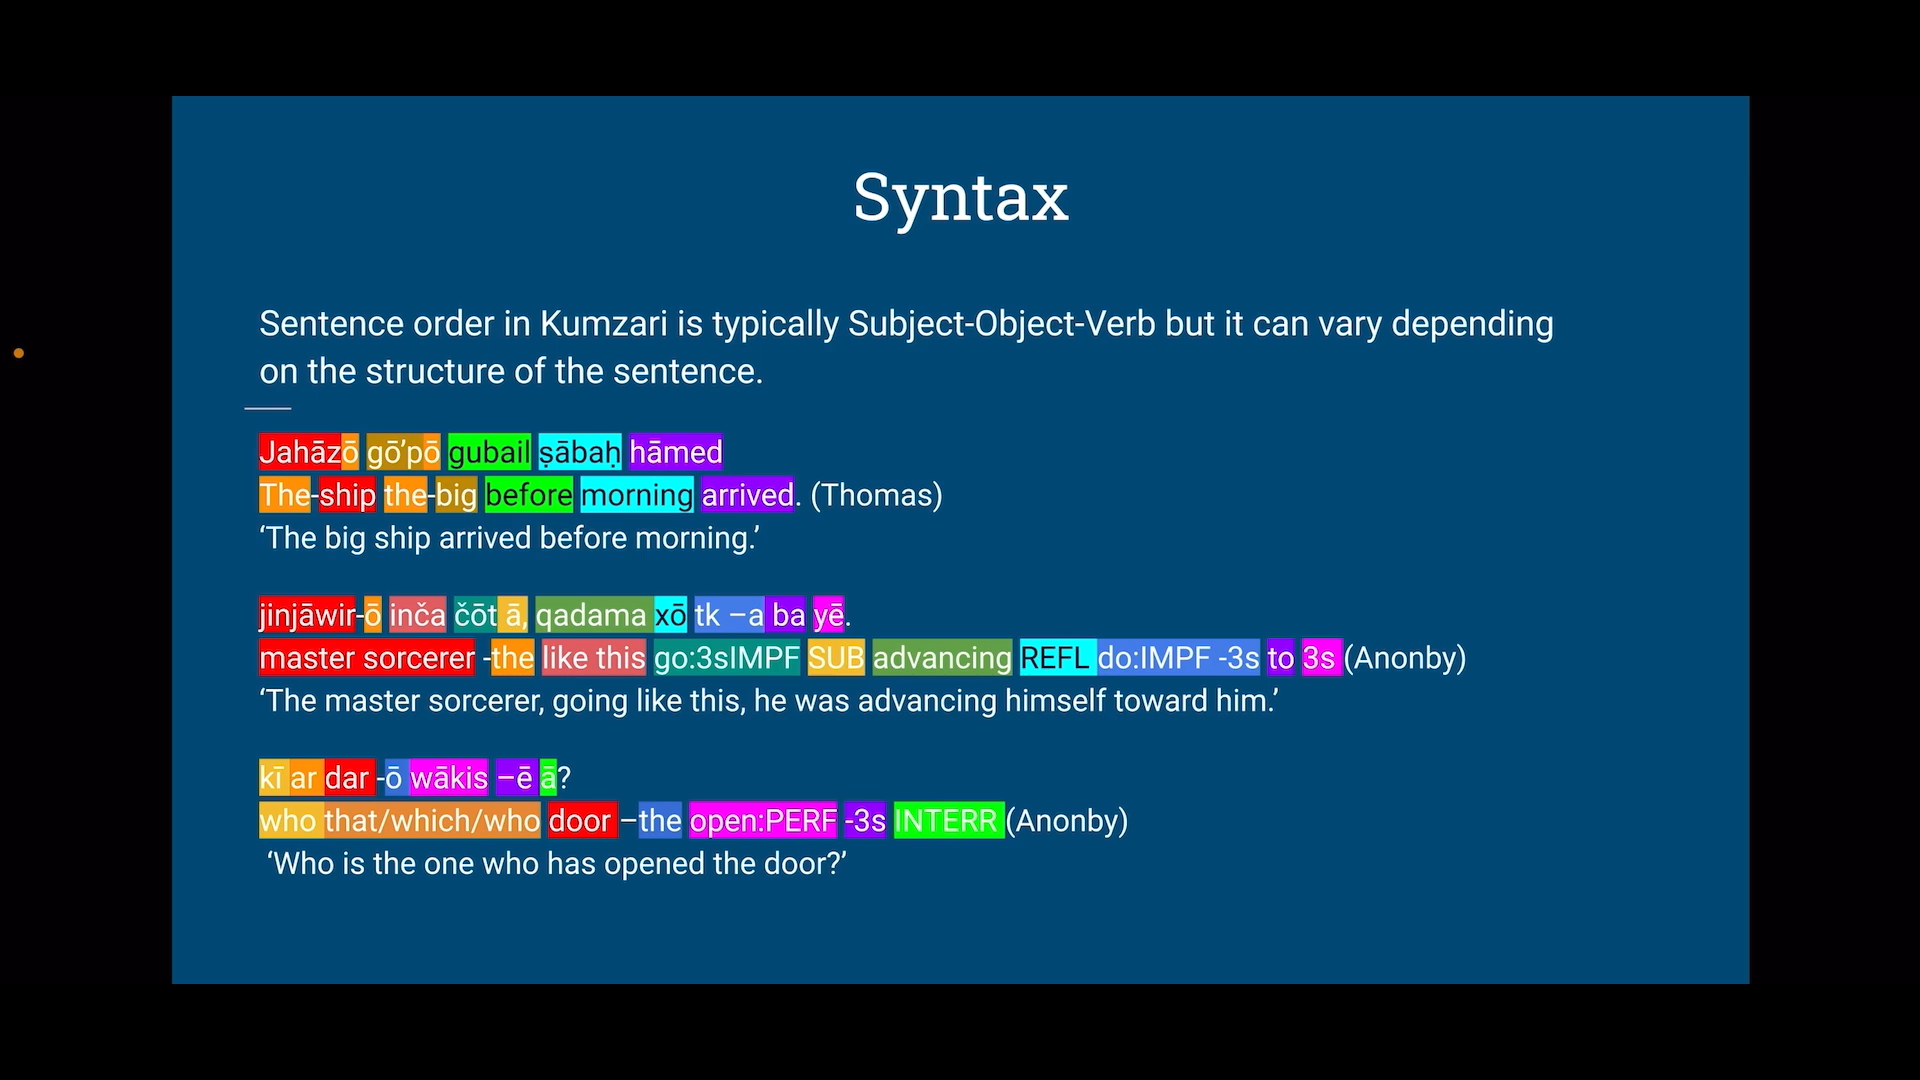 Syntax
Sentence order in Kumzari is typically Subject-Object-Verb but it can vary depending
on the structure of the sentence.
Jahāzō gō’pō gubail ṣābaḥ hāmed
The-ship the-big before morning arrived. (Thomas)
‘The big ship arrived before morning.’
jinjāwir-ō inča čōt ā, qadama xō tk –a ba yē.
master sorcerer -the like this go:3sIMPF SUB advancing REFL do:IMPF -3s to 3s (Anonby)
‘The master sorcerer, going like this, he was advancing himself toward him.’
kī ar dar -ō wākis –ē ā?
who that/which/who door –the open:PERF -3s INTERR (Anonby)
‘Who is the one who has opened the door?’